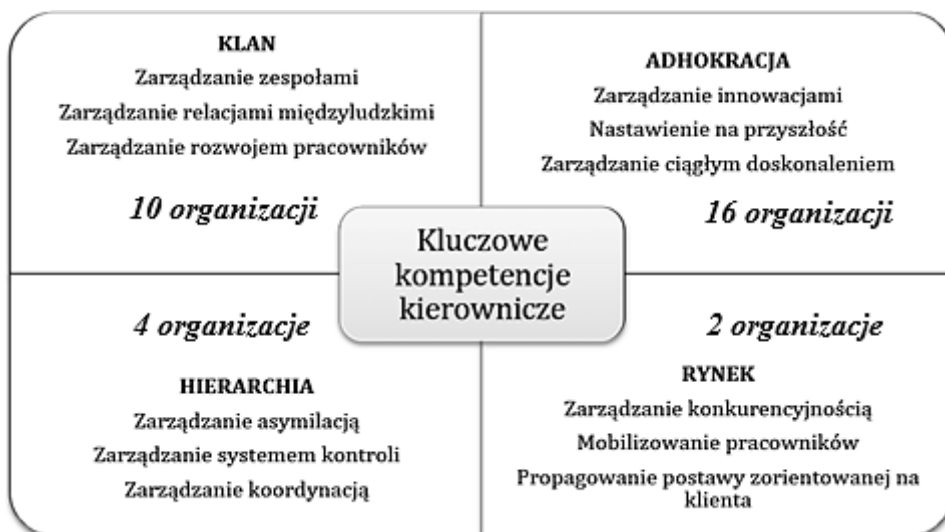 KLAN
Zarządzanie zespołami
Zarządzanie relacjami międzyludzkimi
Zarządzanie rozwojem pracowników
10 organizacji
ADHOKRACJA
Zarządzanie innowacjami
Nastawienie na przyszłość
Zarządzanie ciągłym doskonaleniem
16 organizacji
Kluczowe
kompetencje
kierownicze
4 organizacje
HIERARCHIA
Zarządzanie asymilacją
Zarządzanie systemem kontroli
Zarządzanie koordynacją
2 organizacje
RYNEK
Zarządzanie konkurencyjnością
Mobilizowanie pracowników
Propagowanie postawy zorientowanej na
klienta